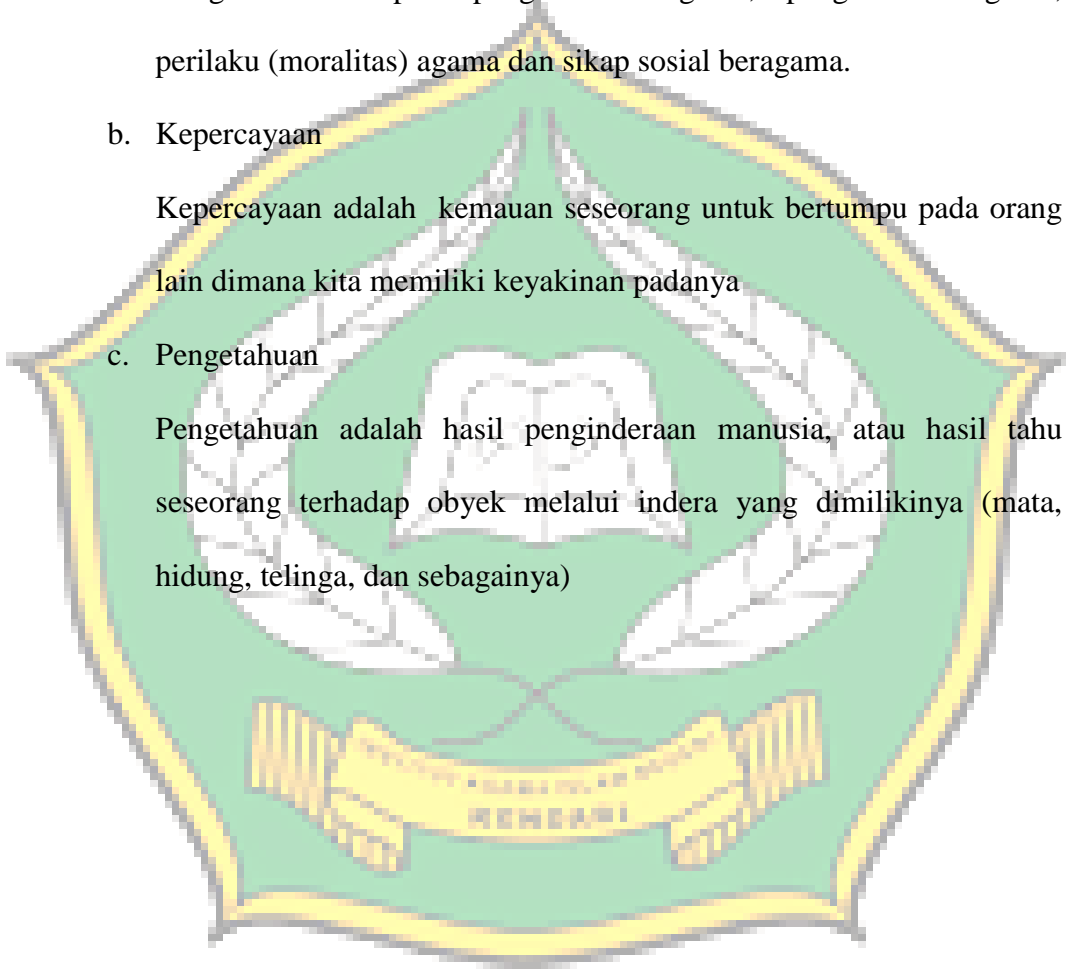 perilaku (moralitas) agama dan sikap sosial beragama.
b. Kepercayaan
Kepercayaan adalah kemauan seseorang untuk bertumpu pada orang
lain dimana kita memiliki keyakinan padanya
c. Pengetahuan
Pengetahuan adalah hasil penginderaan manusia, atau hasil tahu
seseorang terhadap obyek melalui indera yang dimilikinya (mata,
hidung, telinga, dan sebagainya)
KENDARI